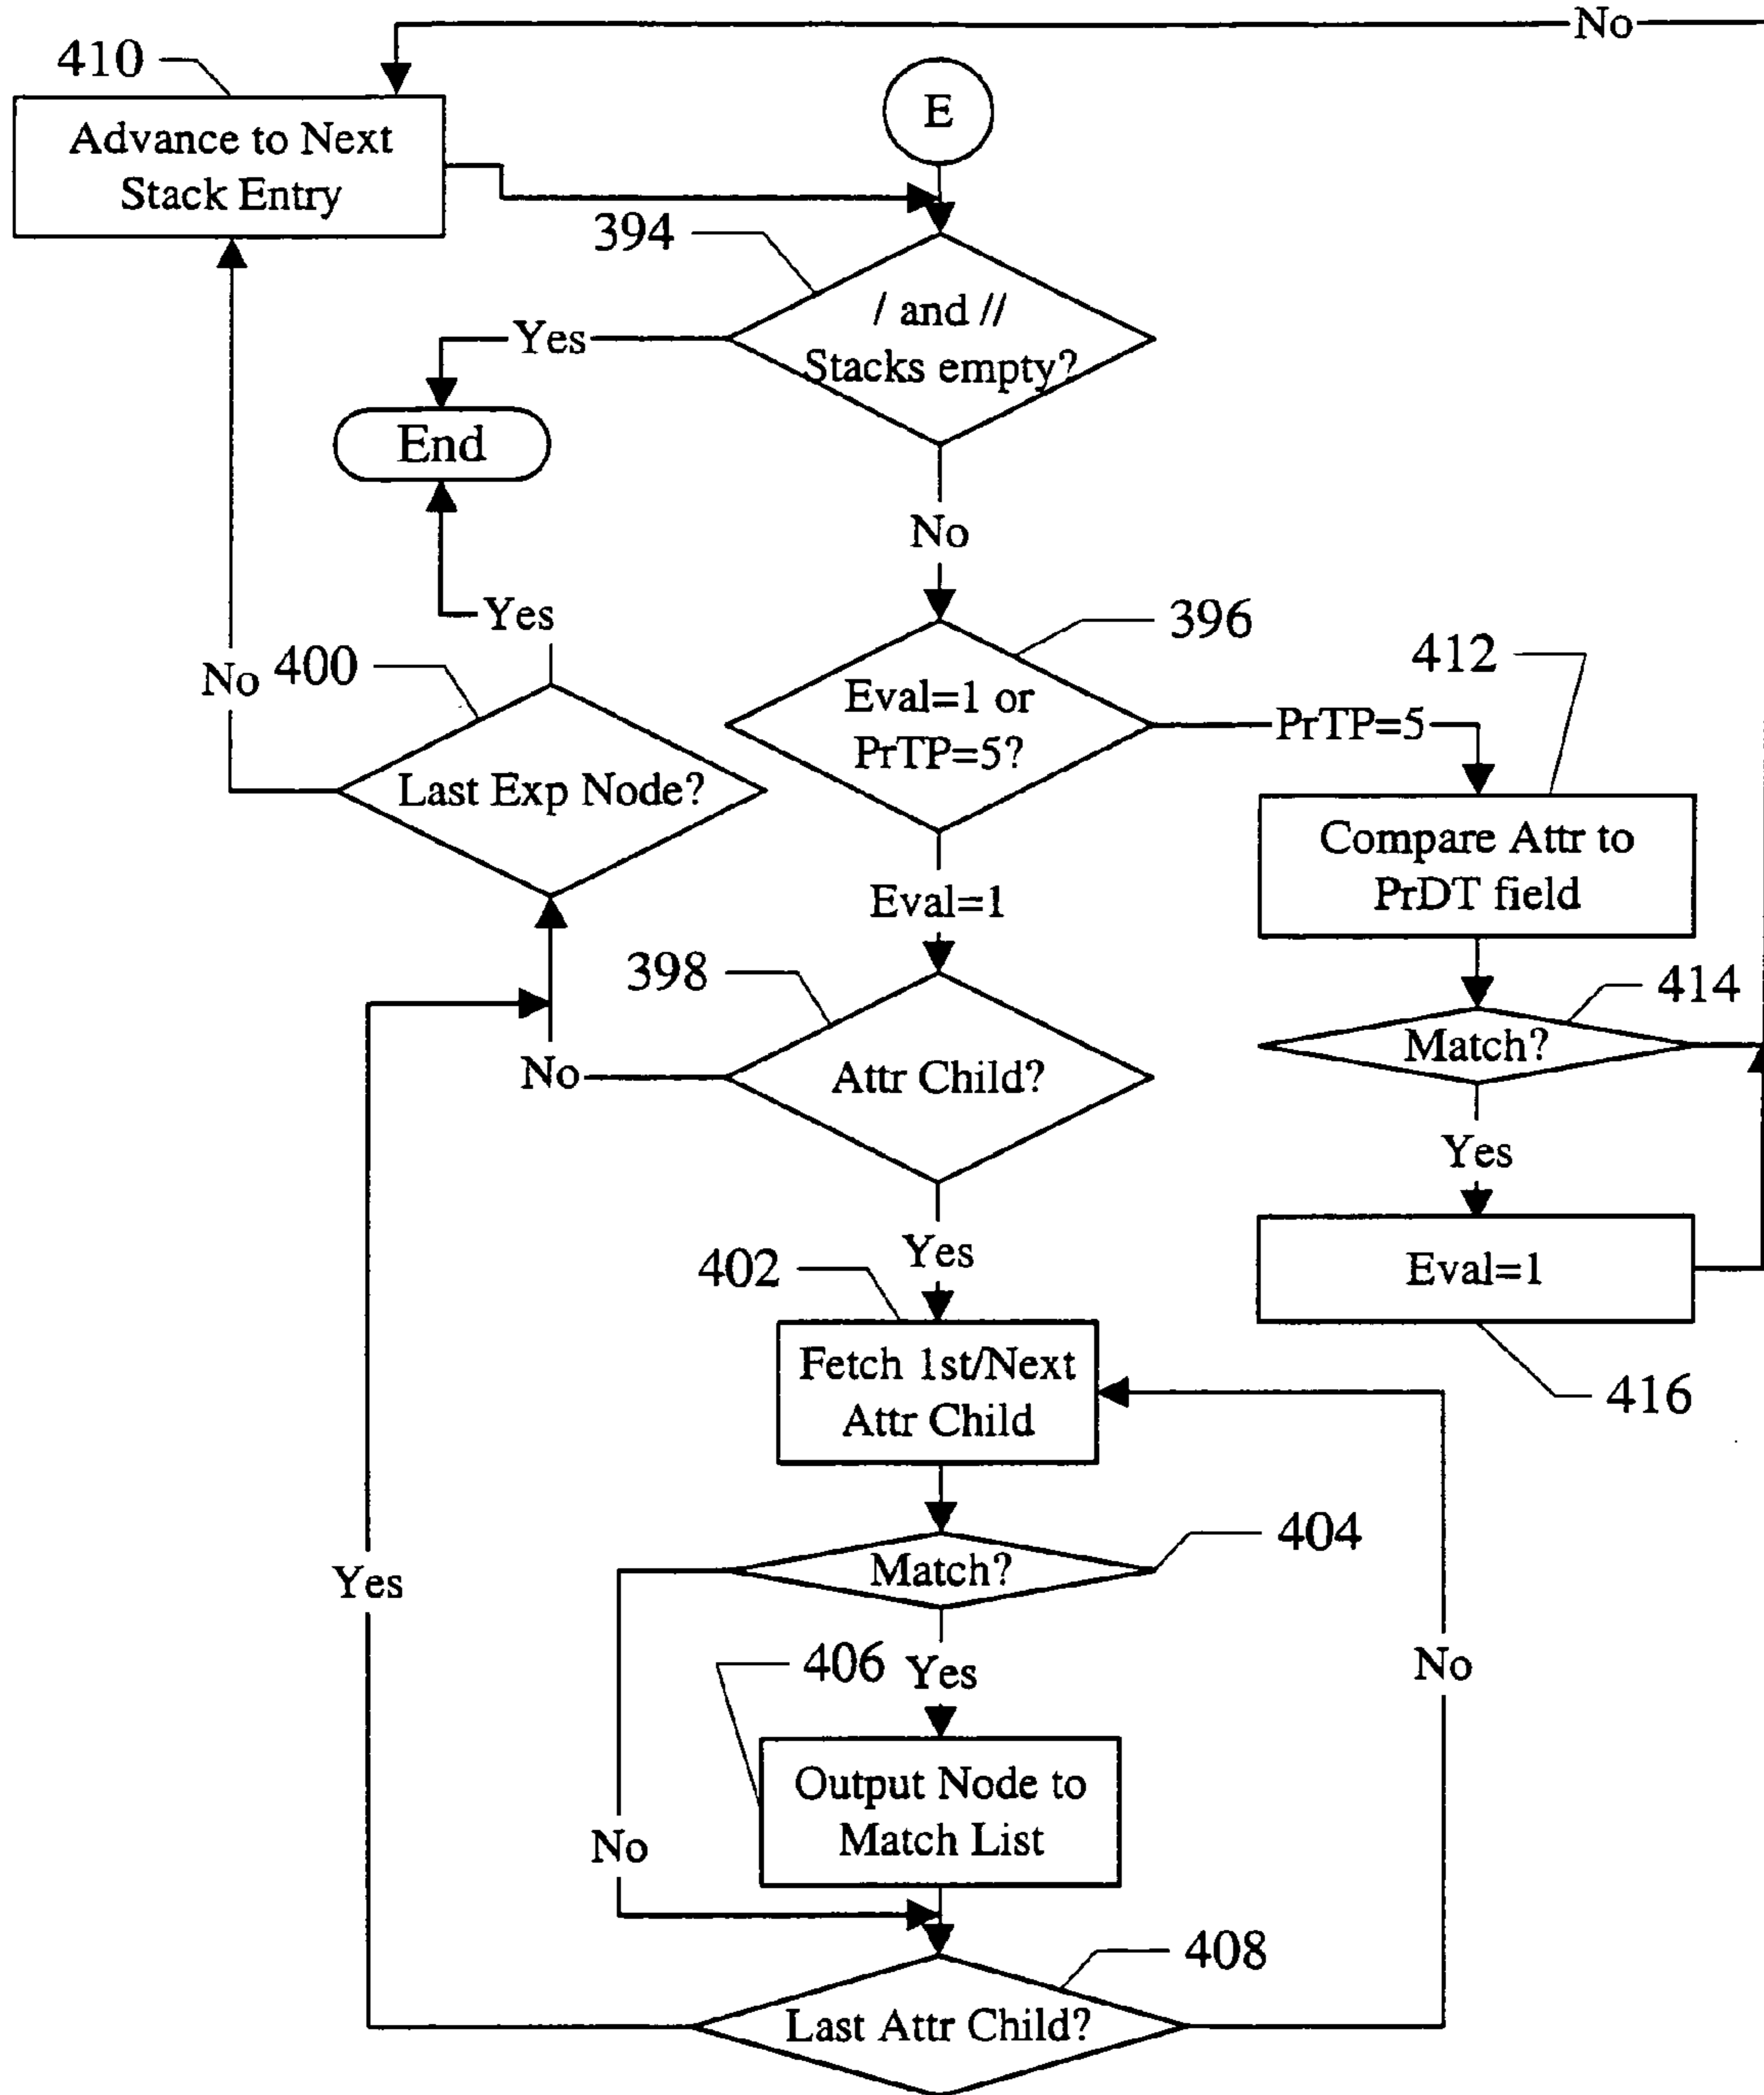 No
410
E
Advance to Next
Stack Entry
394
/ and //
Stacks empty?
Yes
End
No
Yes
396
412
No
400
Eval=1 or
PrTP=5?
PrTP=5
Last Exp Node?
Compare Attr to
PrDT field
Eval=1
398
414
Match?
No
Attr Child?
Yes
Yes
402
Eval=1
Fetch 1st/Next
Attr Child
416
404
Match?
Yes
406
Yes
No
Output Node to
Match List
No
408
Last Attr Child?